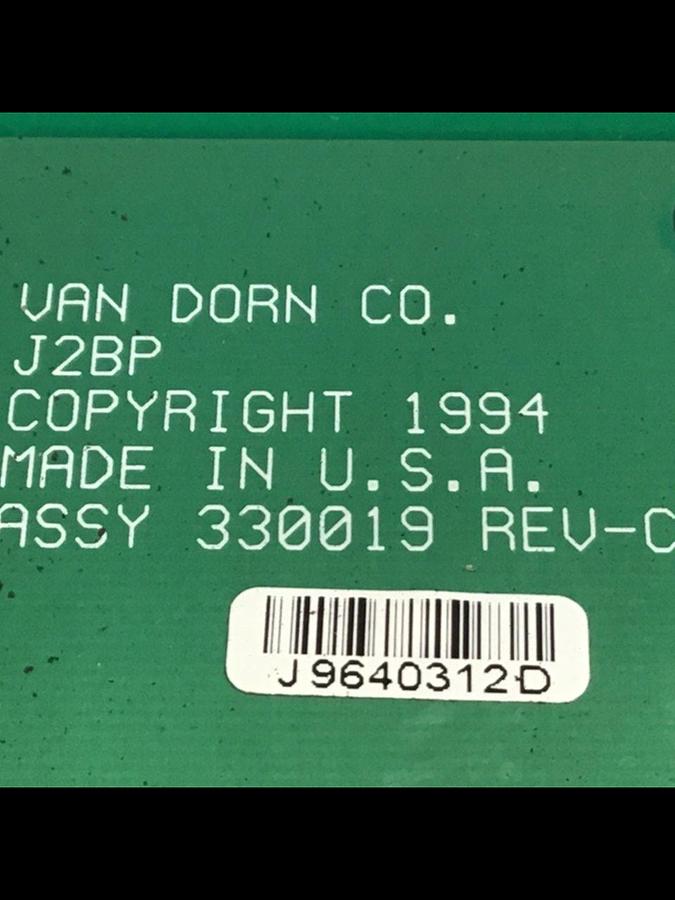 VAN DORN CO.
J2BP
COPYRIGHT 1994
MADE IN U.S.A.
ASSY 330019 REV-C
J9640312D